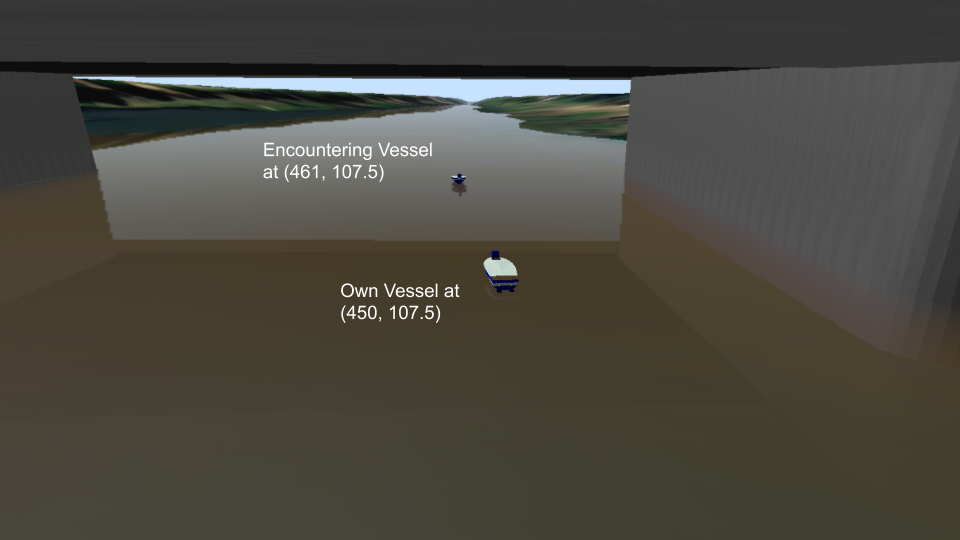 Encountering Vessel
at (461, 107.5)
Own Vessel at
(450, 107.5)